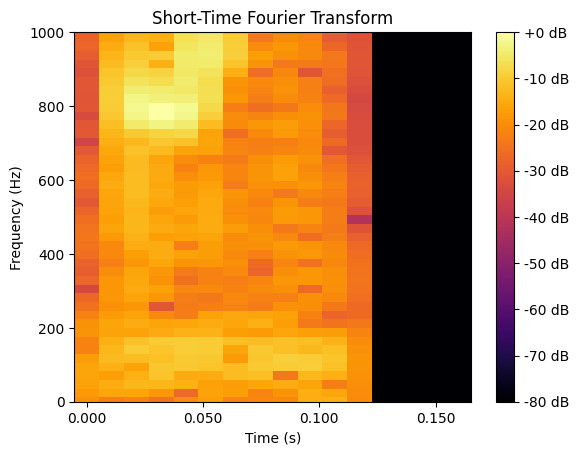 Short-Time Fourier Transform
1000
800
600
400
200
0
Frequency (Hz)
0.000
0.050
0.100
0.150
Time (s)
+0 dB
-10 dB
-20 dB
-30 dB
-40 dB
-50 dB
-60 dB
-70 dB
-80 dB